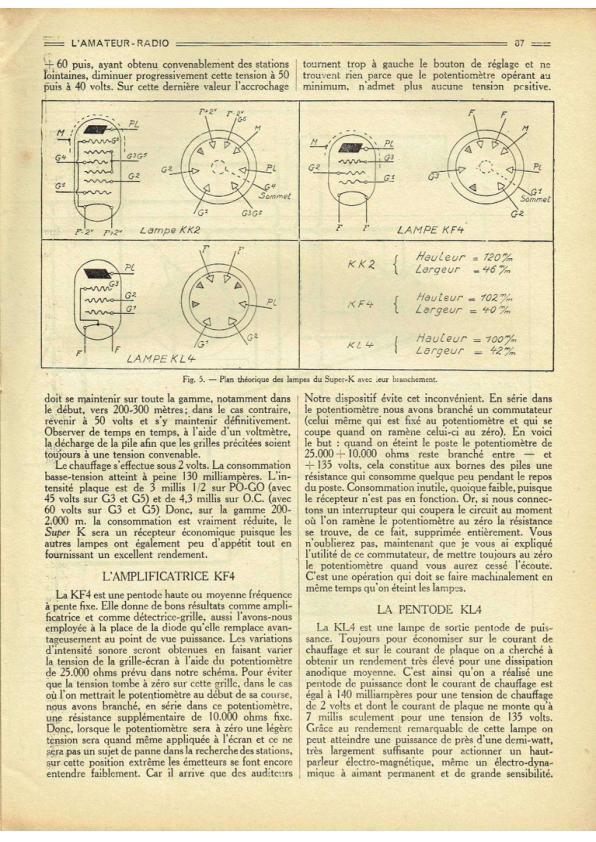 L'AMATEUR-RADIO 87
+ 60 puis, ayant obtenu convenablement des stations
lointaines, diminuer progressivement cette tension à 50
puis à 40 volts. Sur cette dernière valeur l'accrochage
tournent trop à gauche le bouton de réglage et ne
trouvent rien parce que le potentiomètre opérant au
minimum, n'admet plus aucune tension positive.
PL
M
G4
G3G5
G2
F-2ᵛ F+2ᵛ
Lampe KK2
F+2ᵛ
F-2ᵛ
M
G2
PL
G4
Sommet
G3G5
PL
M
G3
G2
G1
F F
F F
M
G3
PL
G1
Sommet
G2
LAMPE KF4
PL
G3
G2
G1
F F
LAMPE KL4
F F
PL
G1
G2
KK2 { Hauteur = 120 m/m
Largeur = 46 m/m
KF4 { Hauteur = 102 m/m
Largeur = 40 m/m
KL4 { Hauteur = 100 m/m
Largeur = 42 m/m
Fig. 5. — Plan théorique des lampes du Super-K avec leur branchement.
doit se maintenir sur toute la gamme, notamment dans
le début, vers 200-300 mètres; dans le cas contraire,
revenir à 50 volts et s'y maintenir définitivement.
Observer de temps en temps, à l'aide d'un voltmètre,
la décharge de la pile afin que les grilles précitées soient
toujours à une tension convenable.
Le chauffage s'effectue sous 2 volts. La consommation
basse-tension atteint à peine 130 milliampères. L'in-
tensité plaque est de 3 millis 1/2 sur PO-GO (avec
45 volts sur G3 et G5) et de 4,3 millis sur O.C. (avec
60 volts sur G3 et G5) Donc, sur la gamme 200-
2.000 m. la consommation est vraiment réduite, le
Super K sera un récepteur économique puisque les
autres lampes ont également peu d'appétit tout en
fournissant un excellent rendement.
L'AMPLIFICATRICE KF4
La KF4 est une pentode haute ou moyenne fréquence
à pente fixe. Elle donne de bons résultats comme ampli-
ficatrice et comme détectrice-grille, aussi l'avons-nous
employée à la place de la diode qu'elle remplace avan-
tageusement au point de vue puissance. Les variations
d'intensité sonore seront obtenues en faisant varier
la tension de la grille-écran à l'aide du potentiomètre
de 25.000 ohms prévu dans notre schéma. Pour éviter
que la tension tombe à zéro sur cette grille, dans le cas
où l'on mettrait le potentiomètre au début de sa course,
nous avons branché, en série dans ce potentiomètre,
une résistance supplémentaire de 10.000 ohms fixe.
Donc, lorsque le potentiomètre sera à zéro une légère
tension sera quand même appliquée à l'écran et ce ne
sera pas un sujet de panne dans la recherche des stations,
sur cette position extrême les émetteurs se font encore
entendre faiblement. Car il arrive que des auditeurs
Notre dispositif évite cet inconvénient. En série dans
le potentiomètre nous avons branché un commutateur
(celui même qui est fixé au potentiomètre et qui se
coupe quand on ramène celui-ci au zéro). En voici
le but : quand on éteint le poste le potentiomètre de
25.000 + 10.000 ohms reste branché entre — et
+ 135 volts, cela constitue aux bornes des piles une
résistance qui consomme quelque peu pendant le repos
du poste. Consommation inutile, quoique faible, puisque
le récepteur n'est pas en fonction. Or, si nous connec-
tons un interrupteur qui coupera le circuit au moment
où l'on ramène le potentiomètre au zéro la résistance
se trouve, de ce fait, supprimée entièrement. Vous
n'oublierez pas, maintenant que je vous ai expliqué
l'utilité de ce commutateur, de mettre toujours au zéro
le potentiomètre quand vous aurez cessé l'écoute.
C'est une opération qui doit se faire machinalement en
même temps qu'on éteint les lampes.
LA PENTODE KL4
La KL4 est une lampe de sortie pentode de puis-
sance. Toujours pour économiser sur le courant de
chauffage et sur le courant de plaque on a cherché à
obtenir un rendement très élevé pour une dissipation
anodique moyenne. C'est ainsi qu'on a réalisé une
pentode de puissance dont le courant de chauffage est
égal à 140 milliampères pour une tension de chauffage
de 2 volts et dont le courant de plaque ne monte qu'à
7 millis seulement pour une tension de 135 volts.
Grâce au rendement remarquable de cette lampe on
peut atteindre une puissance de près d'une demi-watt,
très largement suffisante pour actionner un haut-
parleur électro-magnétique, même un électro-dyna-
mique à aimant permanent et de grande sensibilité.